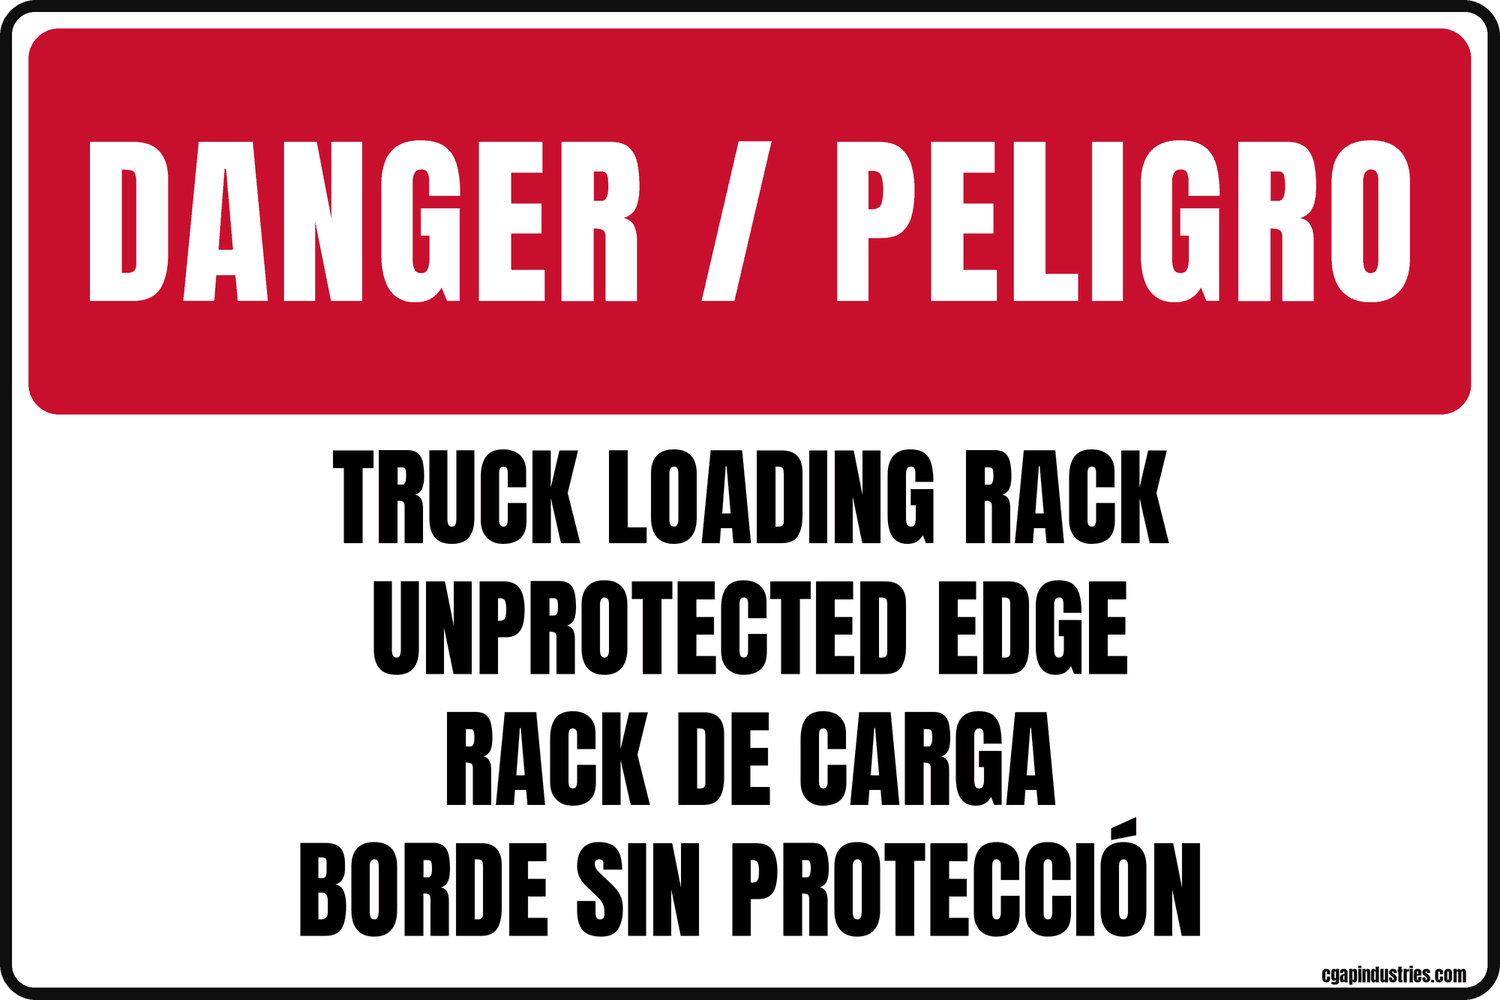 DANGER / PELIGRO
TRUCK LOADING RACK
UNPROTECTED EDGE
RACK DE CARGA
BORDE SIN PROTECCIÓN
cgapindustries.com